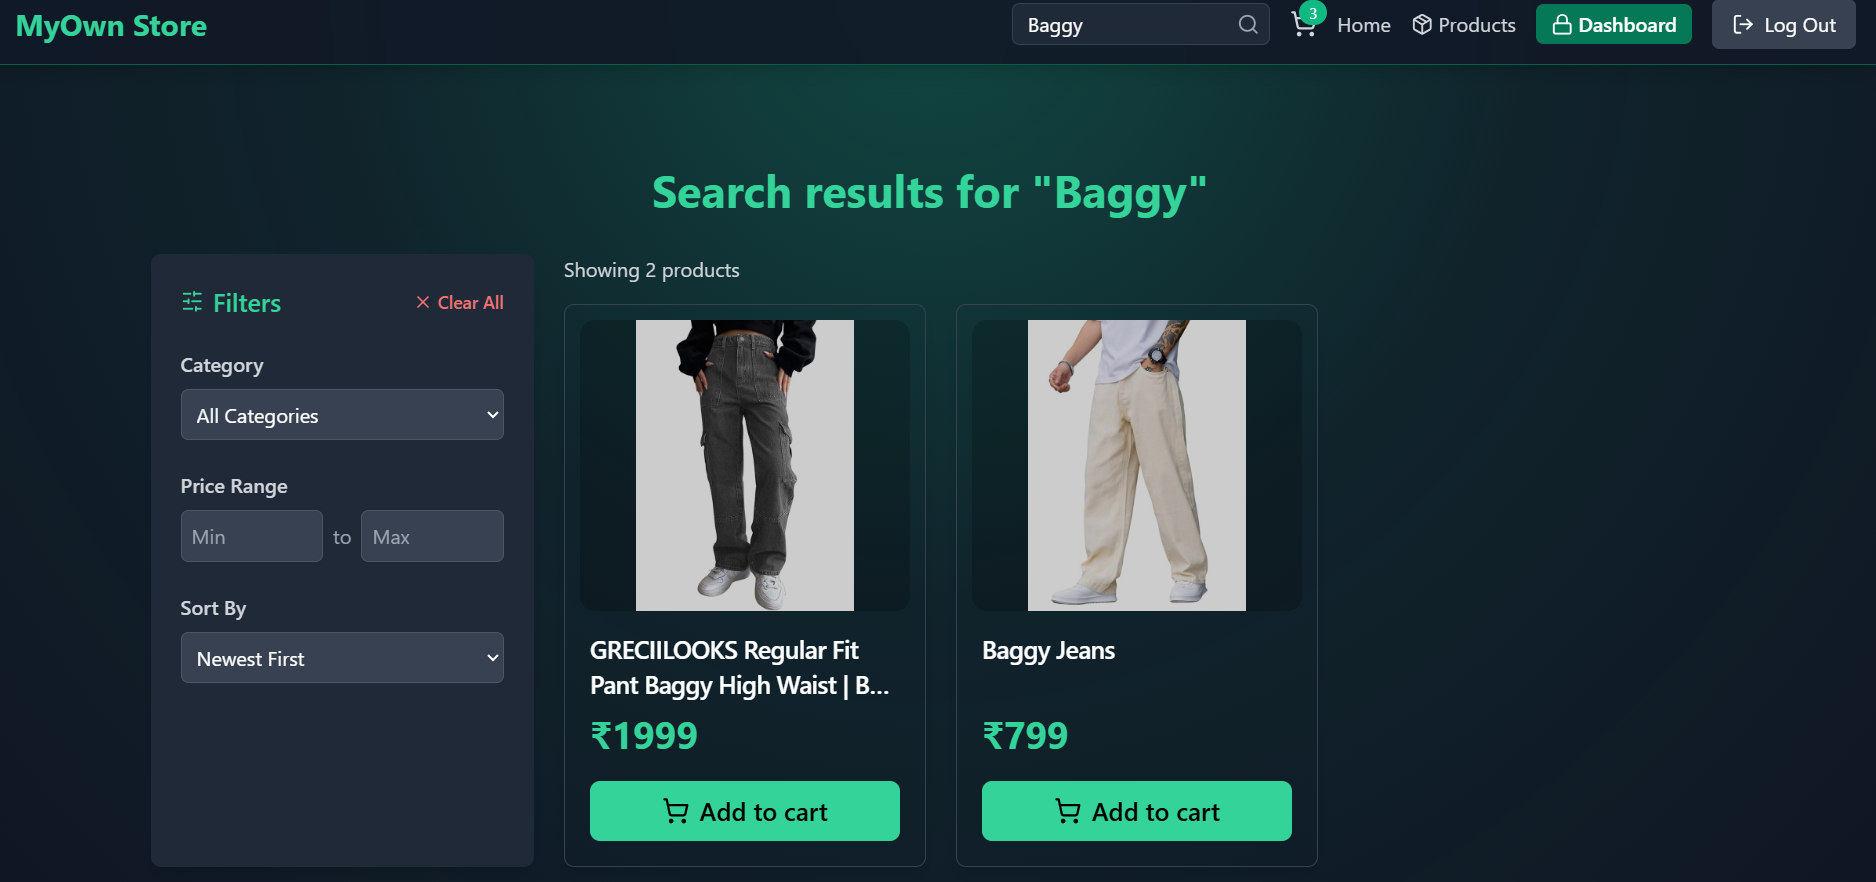 MyOwn Store
Baggy
3
Home
Products
Dashboard
Log Out
Search results for "Baggy"
Filters
Clear All
Category
All Categories
Price Range
Min
to
Max
Sort By
Newest First
Showing 2 products
GRECIILOOKS Regular Fit
Pant Baggy High Waist | B...
₹1999
Add to cart
Baggy Jeans
₹799
Add to cart